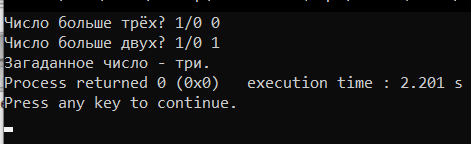 Число больше трёх? 1/0 0
Число больше двух? 1/0 1
Загаданное число - три.
Process returned 0 (0x0)   execution time : 2.201 s
Press any key to continue.